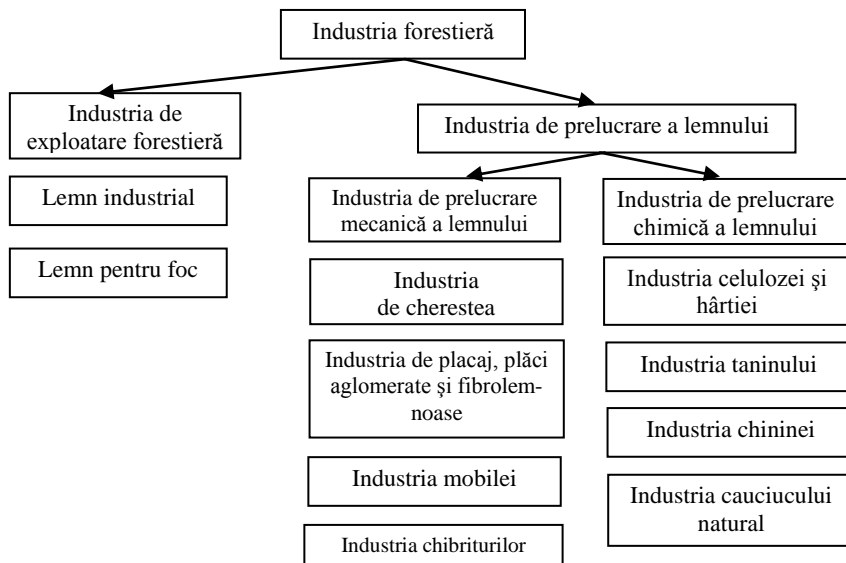 Industria forestieră
Industria de
exploatare forestieră
Lemn industrial
Lemn pentru foc
Industria de prelucrare a lemnului
Industria de prelucrare
mecanică a lemnului
Industria
de cherestea
Industria de placaj, plăci
aglomerate şi fibrolem-
noase
Industria mobilei
Industria chibriturilor
Industria de prelucrare
chimică a lemnului
Industria celulozei şi
hârtiei
Industria taninului
Industria chininei
Industria cauciucului
natural